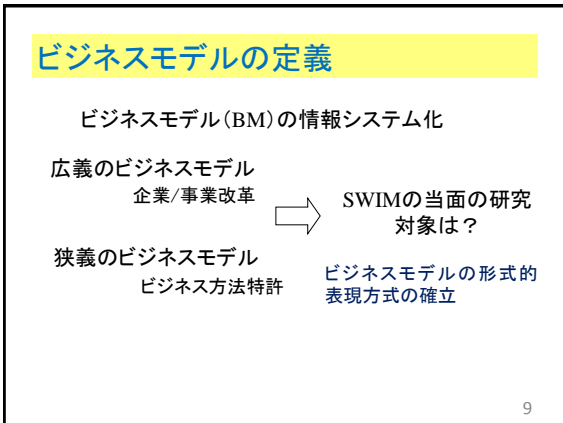 ビジネスモデルの定義
ビジネスモデル(BM)の情報システム化
広義のビジネスモデル
企業/事業改革
狭義のビジネスモデル
ビジネス方法特許
SWIMの当面の研究
対象は？
ビジネスモデルの形式的
表現方式の確立
9